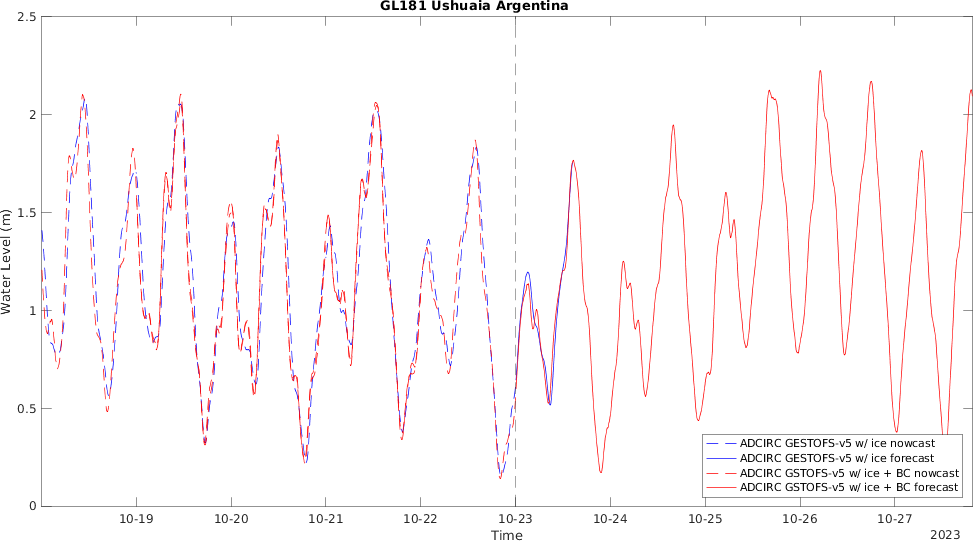 GL181 Ushuaia Argentina
2.5
2
1.5
1
0.5
0
Water Level (m)
10-19
10-20
10-21
10-22
10-23
10-24
10-25
10-26
10-27
Time
2023
ADCIRC GESTOFS-v5 w/ ice nowcast
ADCIRC GESTOFS-v5 w/ ice forecast
ADCIRC GSTOFS-v5 w/ ice + BC nowcast
ADCIRC GSTOFS-v5 w/ ice + BC forecast